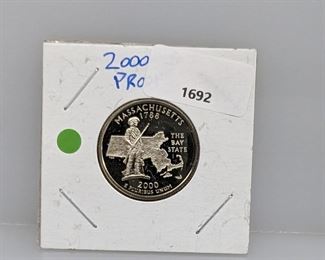 2000
PRO
1692
MASSACHUSETTS
1788
THE
BAY
STATE
2000
E PLURIBUS UNUM